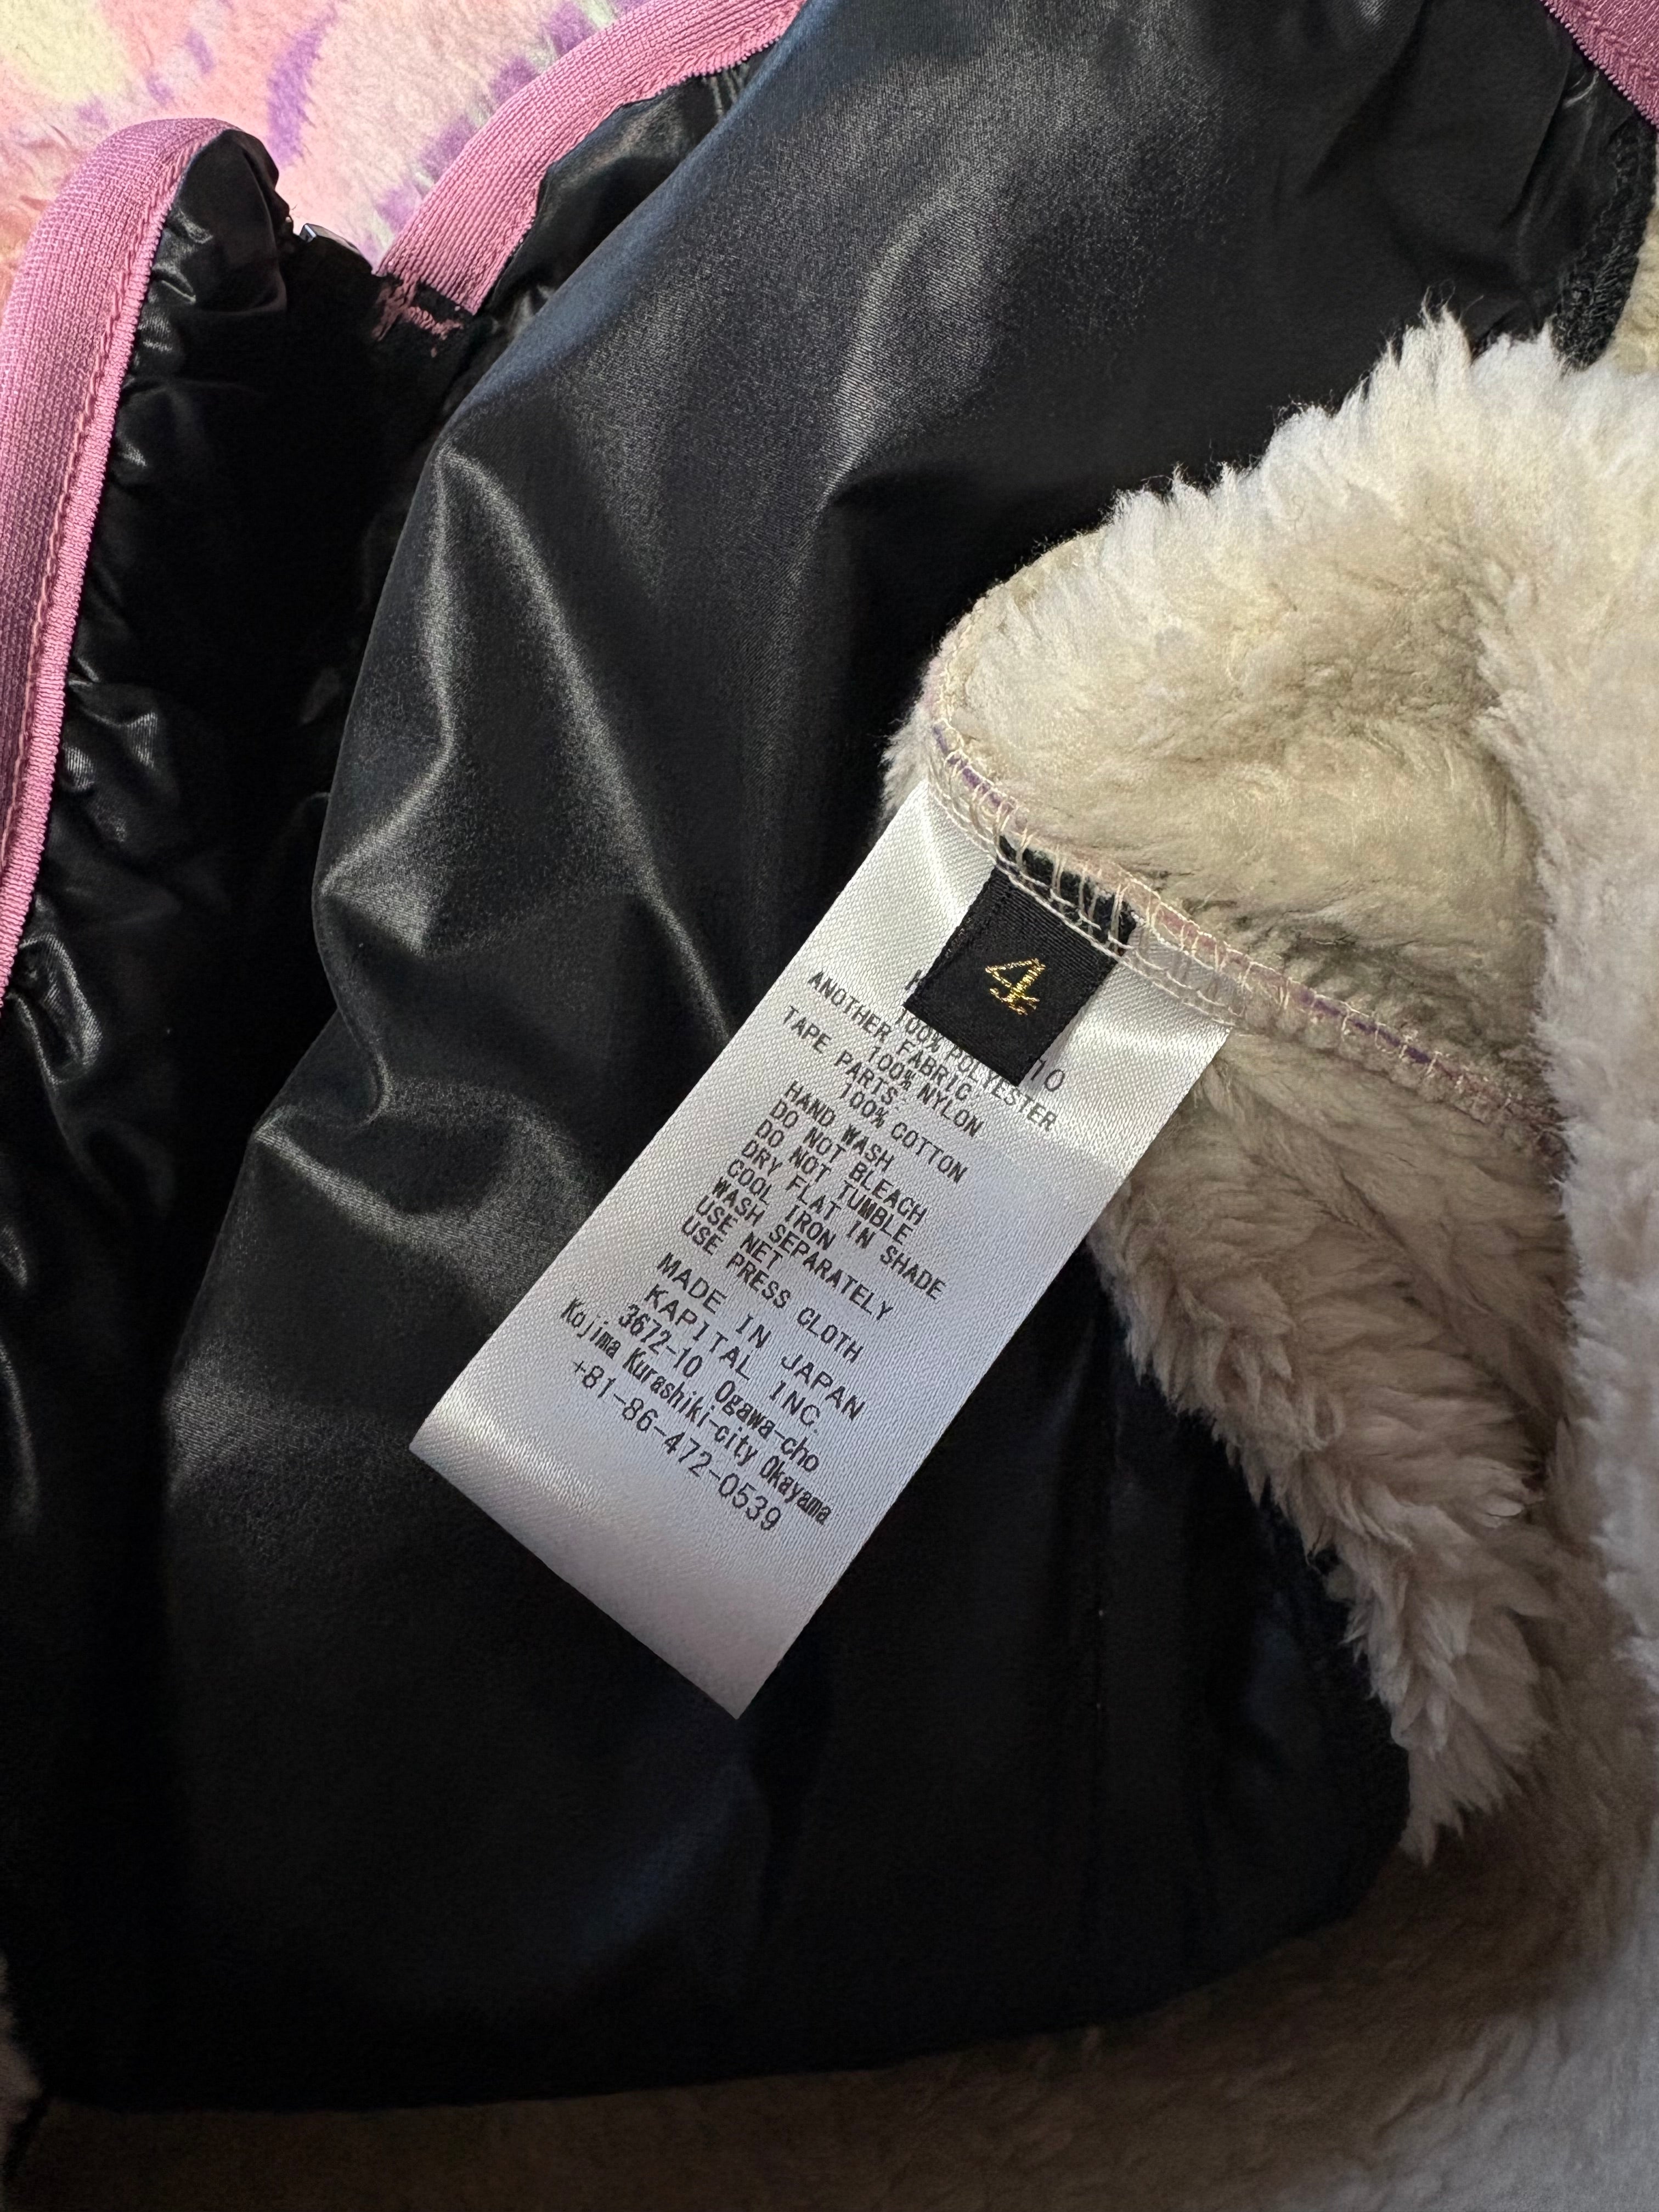 4
10
100% POLYESTER
ANOTHER FABRIC:
100% NYLON
TAPE PARTS:
100% COTTON
HAND WASH
DO NOT BLEACH
DO NOT TUMBLE
DRY FLAT IN SHADE
COOL IRON
WASH SEPARATELY
USE NET
USE PRESS CLOTH
MADE IN JAPAN
KAPITAL INC.
3672-10 Ogawa-cho
Kojima Kurashiki-city Okayama
+81-86-472-0539